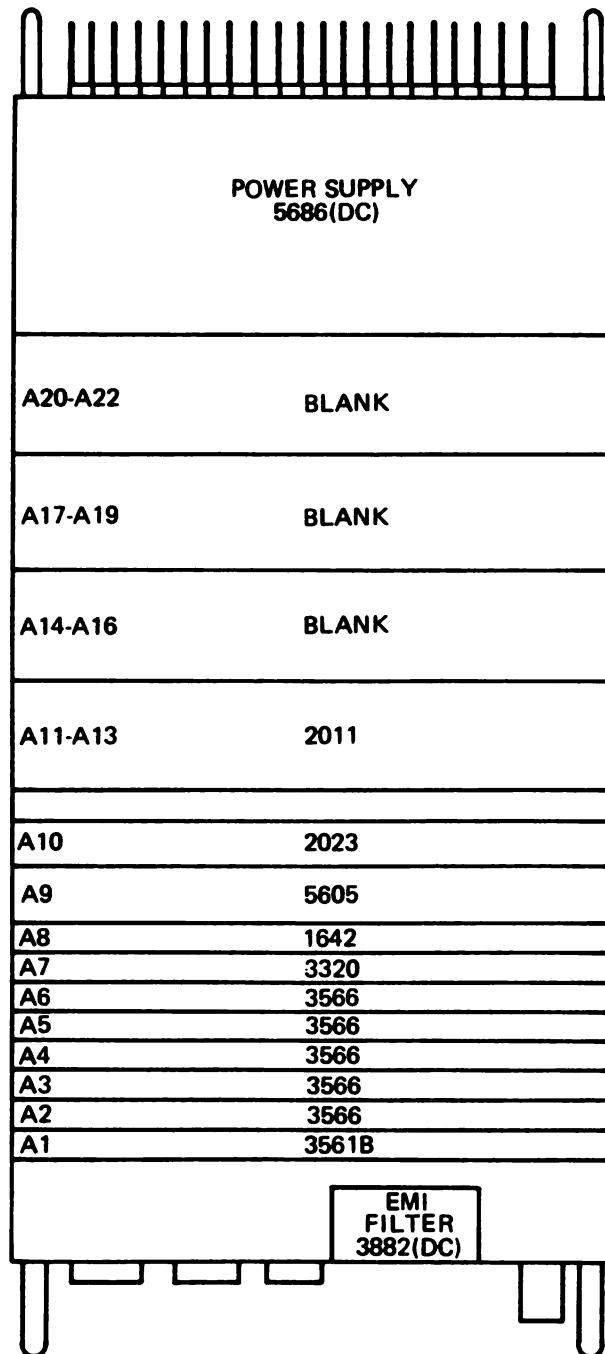 POWER SUPPLY
5686(DC)
A20-A22 BLANK
A17-A19 BLANK
A14-A16 BLANK
A11-A13 2011
A10 2023
A9 5605
A8 1642
A7 3320
A6 3566
A5 3566
A4 3566
A3 3566
A2 3566
A1 3561B
EMI
FILTER
3882(DC)